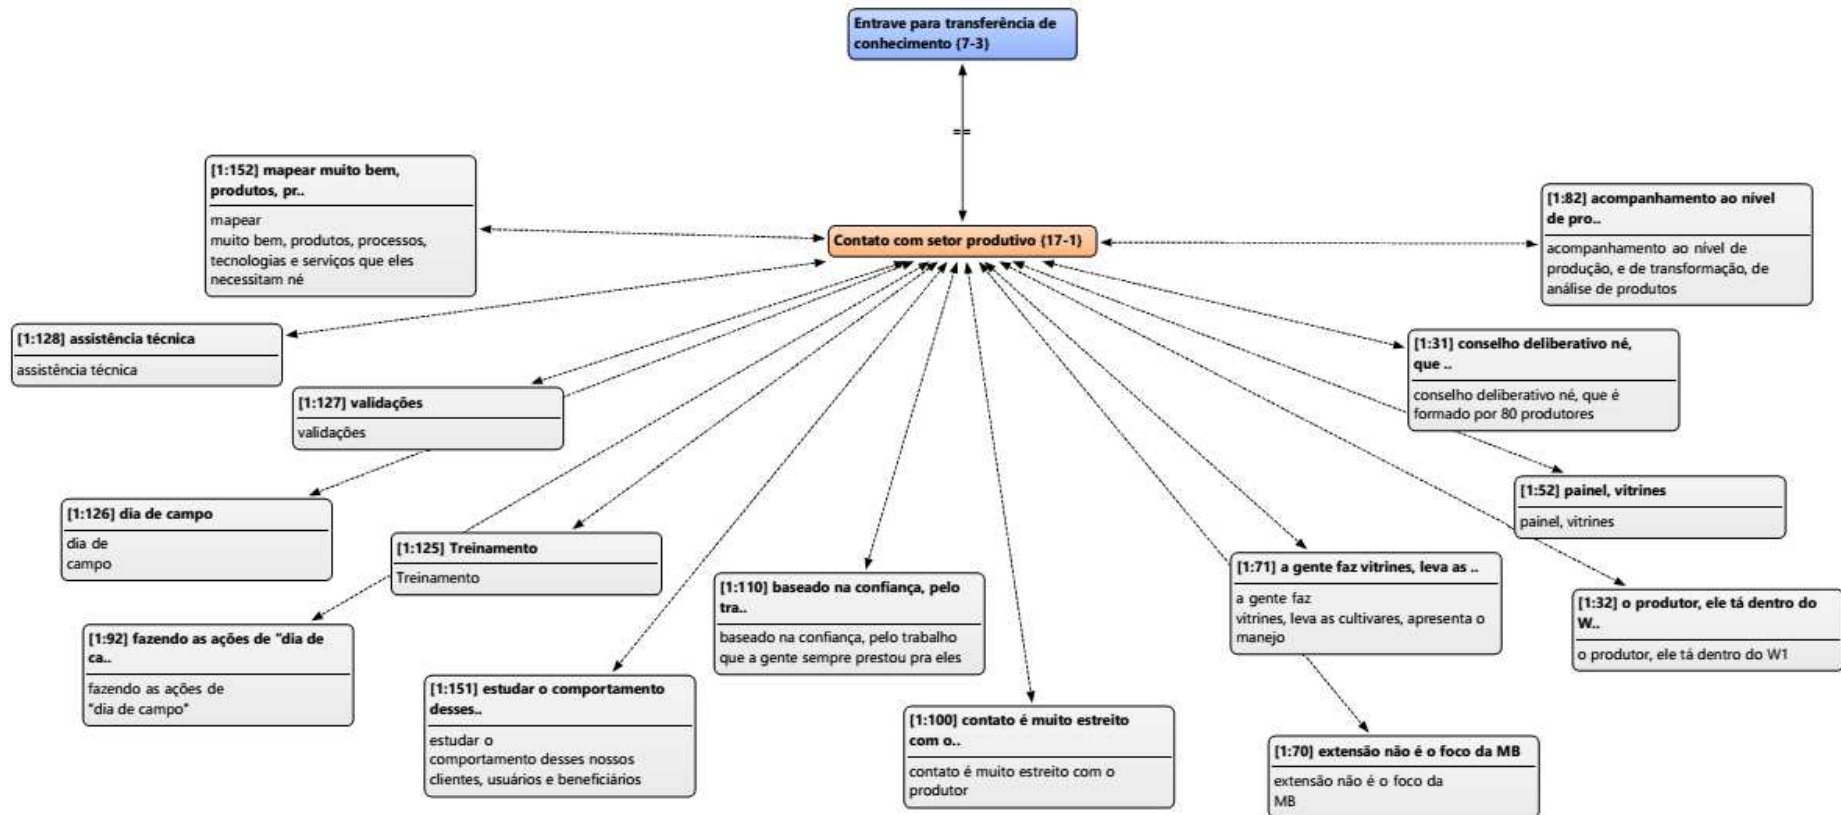 Entrave para transferência de
conhecimento {7-3}
==
[1:152] mapear muito bem,
produtos, pr..
mapear
muito bem, produtos, processos,
tecnologias e serviços que eles
necessitam né
Contato com setor produtivo {17-1}
[1:82] acompanhamento ao nível
de pro..
acompanhamento ao nível de
produção, e de transformação, de
análise de produtos
[1:128] assistência técnica
assistência técnica
[1:31] conselho deliberativo né,
que ..
conselho deliberativo né, que é
formado por 80 produtores
[1:127] validações
validações
[1:52] painel, vitrines
painel, vitrines
[1:126] dia de campo
dia de
campo
[1:125] Treinamento
Treinamento
[1:110] baseado na confiança, pelo
tra..
baseado na confiança, pelo trabalho
que a gente sempre prestou pra eles
[1:71] a gente faz vitrines, leva as ..
a gente faz
vitrines, leva as cultivares, apresenta o
manejo
[1:32] o produtor, ele tá dentro do
W..
o produtor, ele tá dentro do W1
[1:92] fazendo as ações de "dia de
ca..
fazendo as ações de
"dia de campo"
[1:151] estudar o comportamento
desses..
estudar o
comportamento desses nossos
clientes, usuários e beneficiários
[1:100] contato é muito estreito
com o..
contato é muito estreito com o
produtor
[1:70] extensão não é o foco da MB
extensão não é o foco da
MB